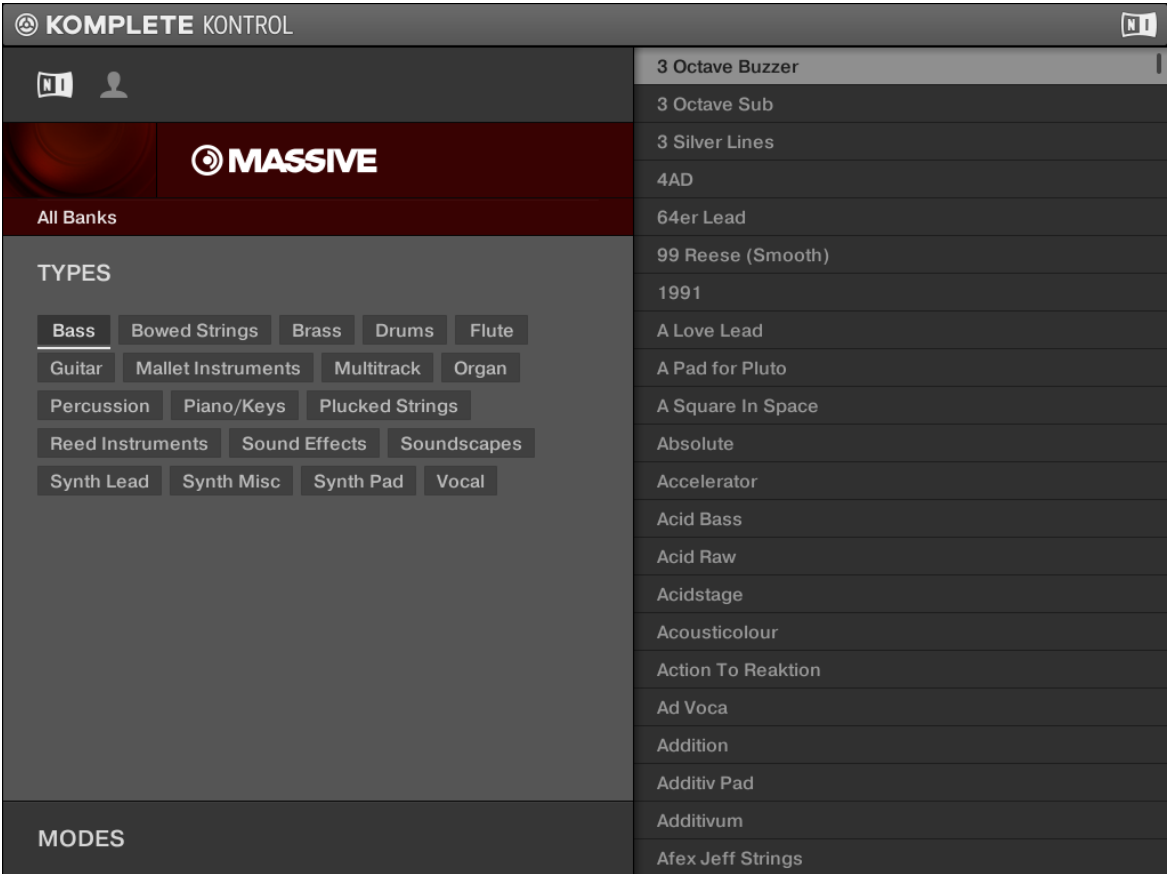 KOMPLETE KONTROL
NI
NI
MASSIVE
All Banks
TYPES
Bass Bowed Strings Brass Drums Flute
Guitar Mallet Instruments Multitrack Organ
Percussion Piano/Keys Plucked Strings
Reed Instruments Sound Effects Soundscapes
Synth Lead Synth Misc Synth Pad Vocal
MODES
3 Octave Buzzer
3 Octave Sub
3 Silver Lines
4AD
64er Lead
99 Reese (Smooth)
1991
A Love Lead
A Pad for Pluto
A Square In Space
Absolute
Accelerator
Acid Bass
Acid Raw
Acidstage
Acousticolour
Action To Reaktion
Ad Voca
Addition
Additiv Pad
Additivum
Afex Jeff Strings